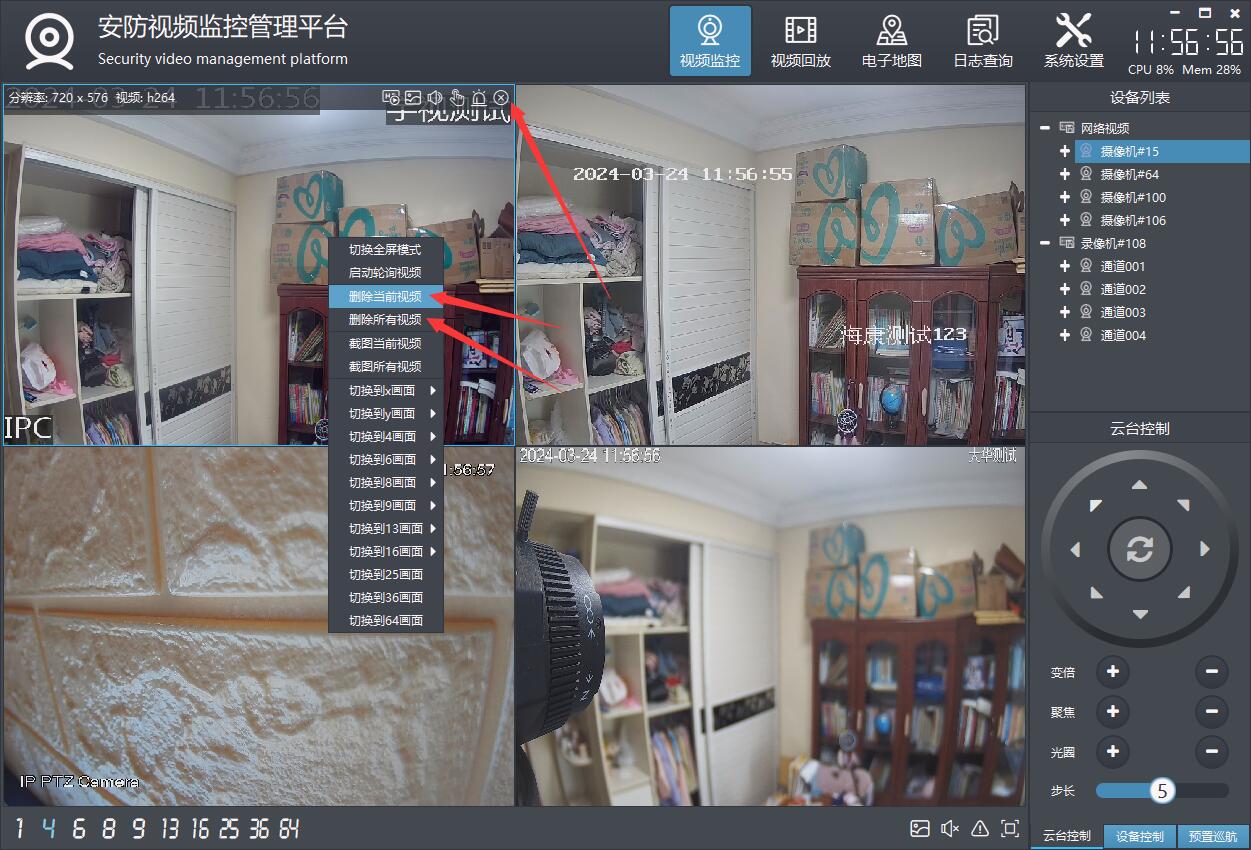 安防视频监控管理平台
Security video management platform
视频监控
视频回放
电子地图
日志查询
系统设置
11:56:56
CPU 8% Mem 28%
分辨率: 720 x 576 视频: h264
2024-03-24 11:56:56
宇视测试
IPC
2024-03-24 11:56:55
海康测试123
1:56:57
IP PTZ Camera
2024-03-24 11:56:56
大华测试
切换全屏模式
启动轮询视频
删除当前视频
删除所有视频
截图当前视频
截图所有视频
切换到x画面
切换到y画面
切换到4画面
切换到6画面
切换到8画面
切换到9画面
切换到13画面
切换到16画面
切换到25画面
切换到36画面
切换到64画面
设备列表
网络视频
摄像机#15
摄像机#64
摄像机#100
摄像机#106
录像机#108
通道001
通道002
通道003
通道004
云台控制
变倍
聚焦
光圈
步长
5
1 4 6 8 9 13 16 25 36 64
云台控制
设备控制
预置巡航